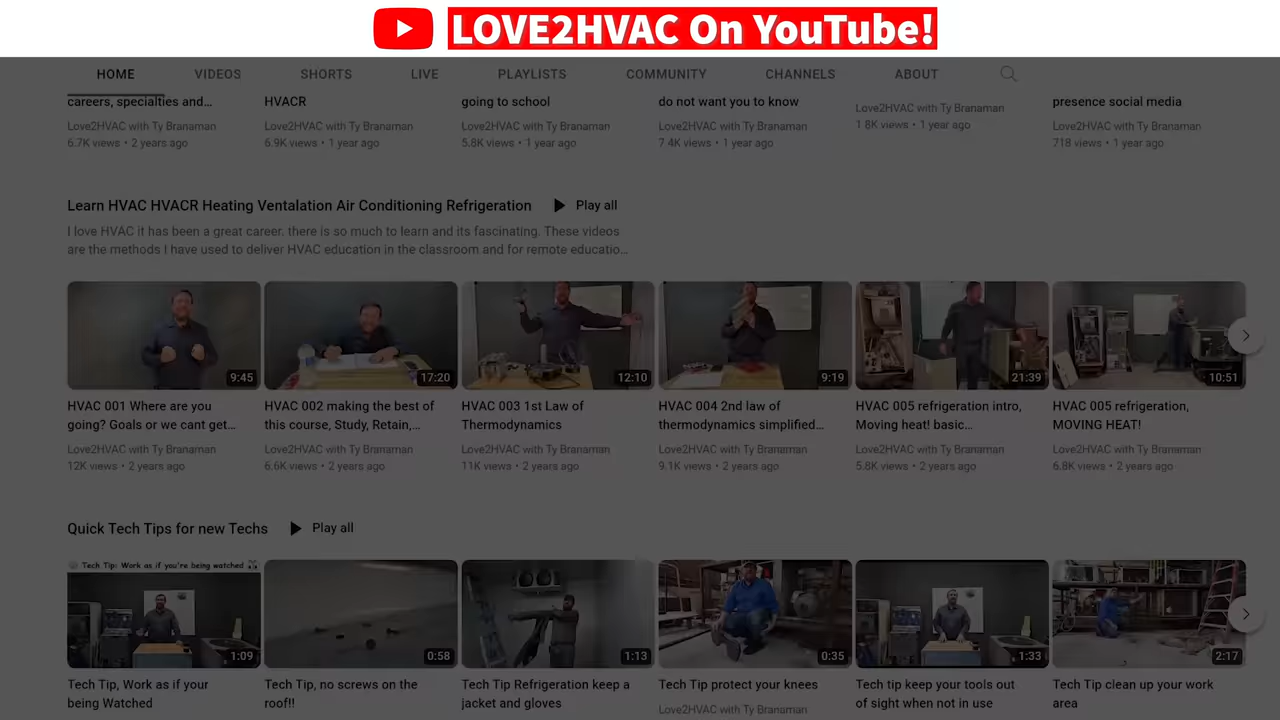 LOVE2HVAC On YouTube!
HOME VIDEOS SHORTS LIVE PLAYLISTS COMMUNITY CHANNELS ABOUT
careers, specialties and...
Love2HVAC with Ty Branaman
6.7K views • 2 years ago
HVACR
Love2HVAC with Ty Branaman
6.9K views • 1 year ago
going to school
Love2HVAC with Ty Branaman
5.8K views • 1 year ago
do not want you to know
Love2HVAC with Ty Branaman
7.4K views • 1 year ago
Love2HVAC with Ty Branaman
1.8K views • 1 year ago
presence social media
Love2HVAC with Ty Branaman
718 views • 1 year ago
Learn HVAC HVACR Heating Ventalation Air Conditioning Refrigeration Play all
I love HVAC it has been a great career. there is so much to learn and its fascinating. These videos
are the methods I have used to deliver HVAC education in the classroom and for remote educatio...
9:45
HVAC 001 Where are you
going? Goals or we cant get...
Love2HVAC with Ty Branaman
12K views • 2 years ago
17:20
HVAC 002 making the best of
this course, Study, Retain,...
Love2HVAC with Ty Branaman
6.6K views • 2 years ago
12:10
HVAC 003 1st Law of
Thermodynamics
Love2HVAC with Ty Branaman
11K views • 2 years ago
9:19
HVAC 004 2nd law of
thermodynamics simplified...
Love2HVAC with Ty Branaman
9.1K views • 2 years ago
21:39
HVAC 005 refrigeration intro,
Moving heat! basic...
Love2HVAC with Ty Branaman
5.8K views • 2 years ago
10:51
HVAC 005 refrigeration,
MOVING HEAT!
Love2HVAC with Ty Branaman
6.8K views • 2 years ago
Quick Tech Tips for new Techs Play all
Tech Tip: Work as if you're being watched
1:09
Tech Tip, Work as if your
being Watched
0:58
Tech Tip, no screws on the
roof!!
1:13
Tech Tip Refrigeration keep a
jacket and gloves
0:35
Tech Tip protect your knees
Love2HVAC with Ty Branaman
1:33
Tech tip keep your tools out
of sight when not in use
2:17
Tech Tip clean up your work
area